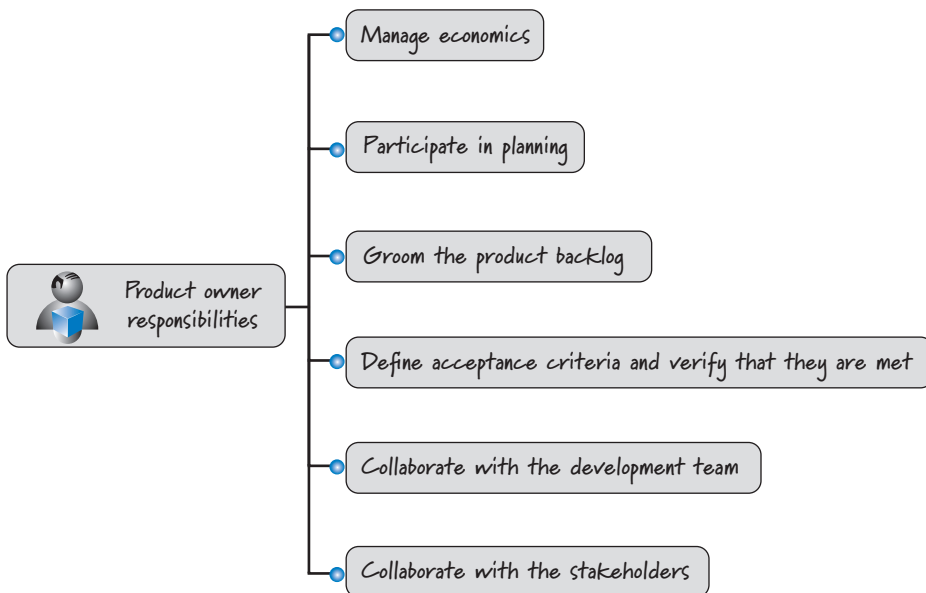 Manage economics
Participate in planning
Groom the product backlog
Product owner
responsibilities
Define acceptance criteria and verify that they are met
Collaborate with the development team
Collaborate with the stakeholders